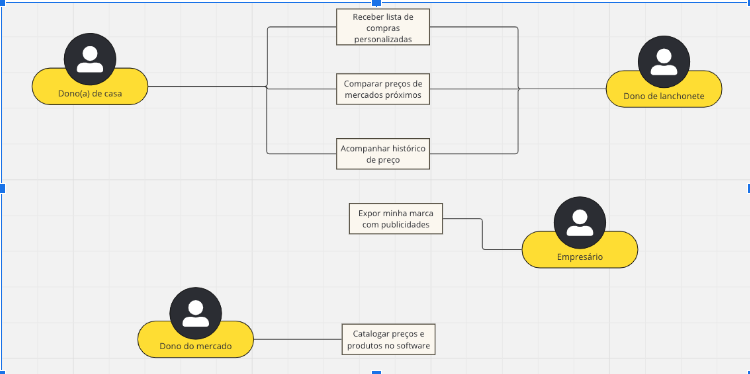 Receber lista de
compras
personalizadas
Dono(a) de casa
Comparar preços de
mercados próximos
Dono de lanchonete
Acompanhar histórico
de preço
Expor minha marca
com publicidades
Empresário
Dono do mercado
Catalogar preços e
produtos no software